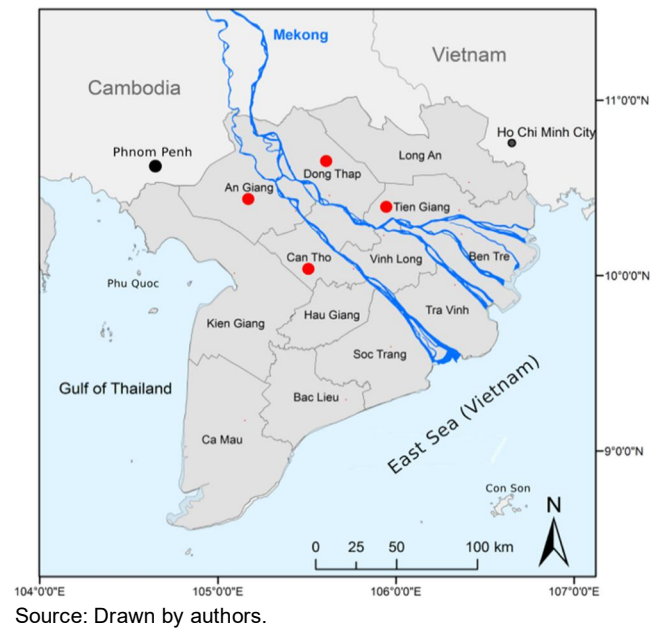 Mekong
Vietnam
Cambodia
11°0'0"N
Ho Chi Minh City
Phnom Penh
Long An
Dong Thap
An Giang
Tien Giang
Can Tho
Vinh Long
Ben Tre
10°0'0"N
Phu Quoc
Tra Vinh
Hau Giang
Kien Giang
Soc Trang
Gulf of Thailand
Bac Lieu
East Sea (Vietnam)
Ca Mau
9°0'0"N
Con Son
N
0 25 50 100 km
104°0'0"E 105°0'0"E 106°0'0"E 107°0'0"E
Source: Drawn by authors.